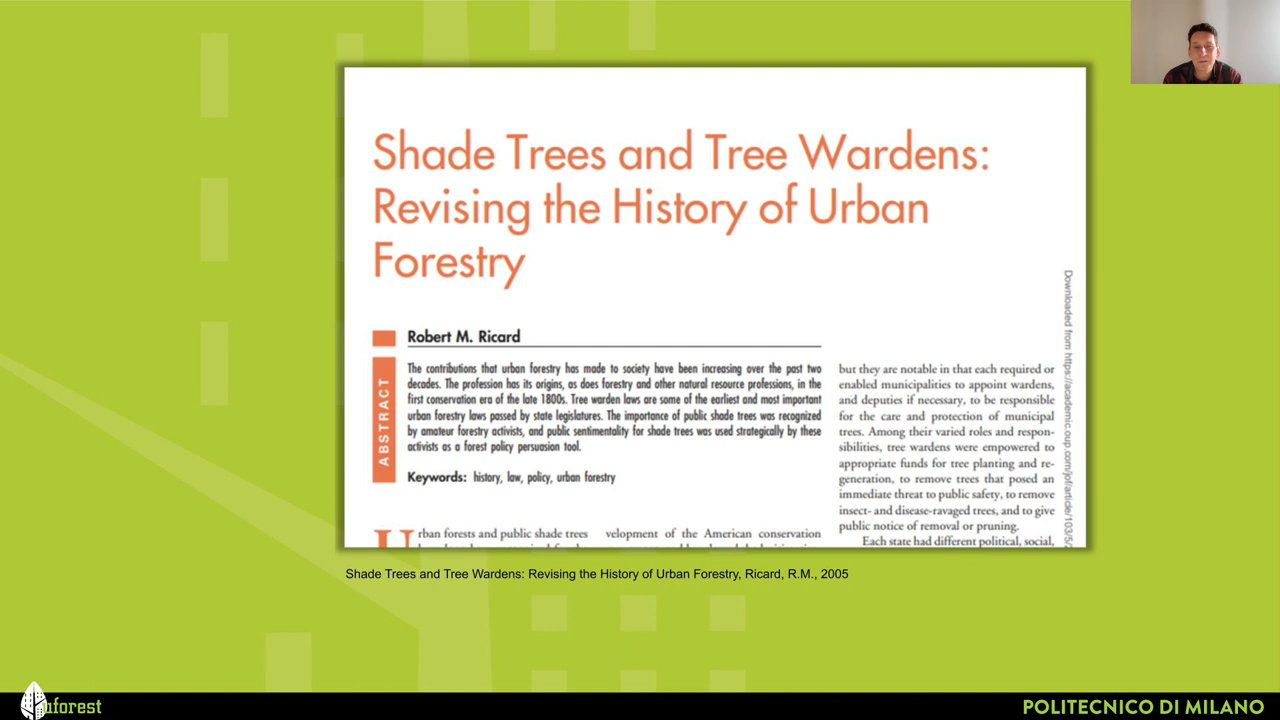 Shade Trees and Tree Wardens:
Revising the History of Urban
Forestry
Robert M. Ricard
ABSTRACT
The contributions that urban forestry has made to society have been increasing over the past two
decades. The profession has its origins, as does forestry and other natural resource professions, in the
first conservation era of the late 1800s. Tree warden laws are some of the earliest and most important
urban forestry laws passed by state legislatures. The importance of public shade trees was recognized
by amateur forestry activists, and public sentimentality for shade trees was used strategically by these
activists as a forest policy persuasion tool.
Keywords: history, law, policy, urban forestry
Urban forests and public shade trees
velopment of the American conservation
but they are notable in that each required or
enabled municipalities to appoint wardens,
and deputies if necessary, to be responsible
for the care and protection of municipal
trees. Among their varied roles and respon-
sibilities, tree wardens were empowered to
appropriate funds for tree planting and re-
generation, to remove trees that posed an
immediate threat to public safety, to remove
insect- and disease-ravaged trees, and to give
public notice of removal or pruning.
Each state had different political, social,
Downloaded from https://academic.oup.com/jof/article/103/5/
Shade Trees and Tree Wardens: Revising the History of Urban Forestry, Ricard, R.M., 2005
uforest
POLITECNICO DI MILANO